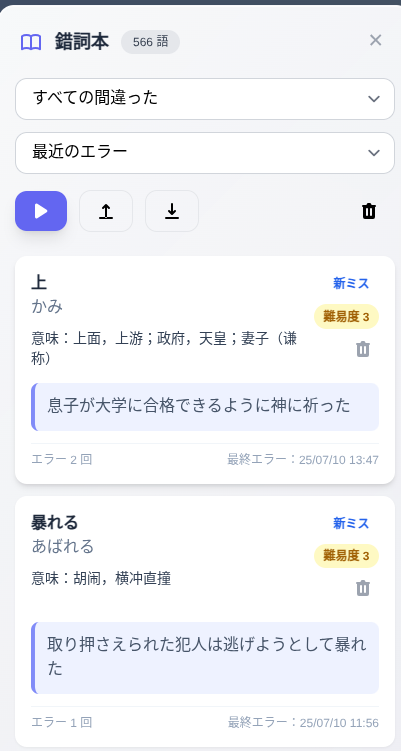 錯詞本
566 語
すべての間違った
最近のエラー
上
新ミス
かみ
難易度 3
意味：上面，上游；政府，天皇；妻子（谦
称）
息子が大学に合格できるように神に祈った
エラー 2 回
最終エラー：25/07/10 13:47
暴れる
新ミス
あばれる
難易度 3
意味：胡闹，横冲直撞
取り押さえられた犯人は逃げようとして暴れ
た
エラー 1 回
最終エラー：25/07/10 11:56